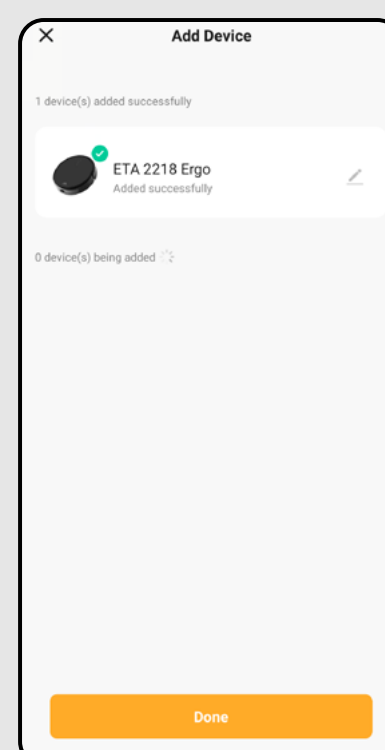 Add Device
1 device(s) added successfully
ETA 2218 Ergo
Added successfully
0 device(s) being added
Done